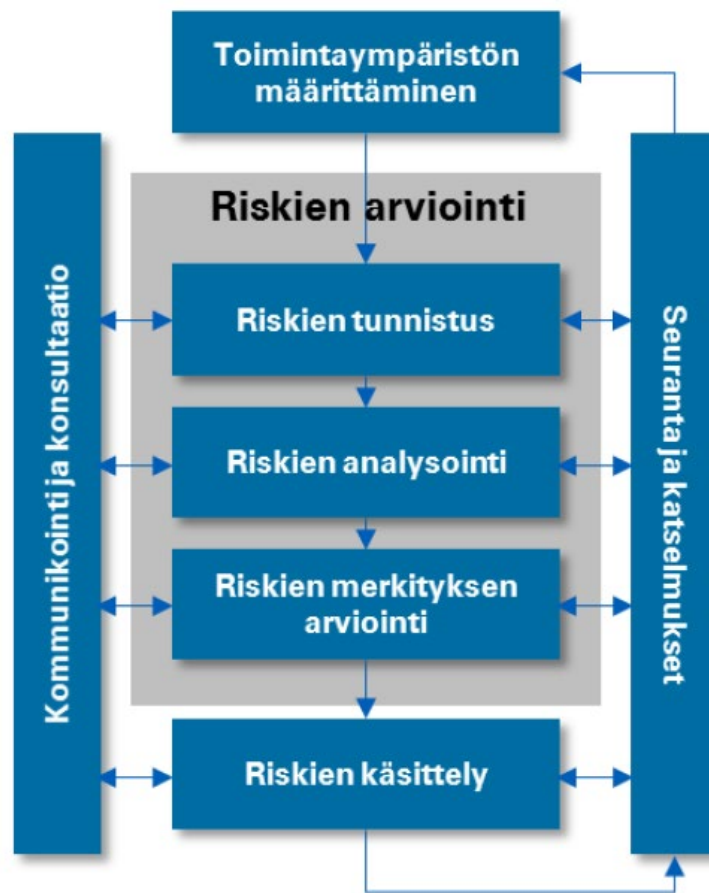 Toimintaympäristön
määrittäminen
Riskien arviointi
Kommunikointi ja konsultaatio
Riskien tunnistus
Seuranta ja katselmukset
Riskien analysointi
Riskien merkityksen
arviointi
Riskien käsittely